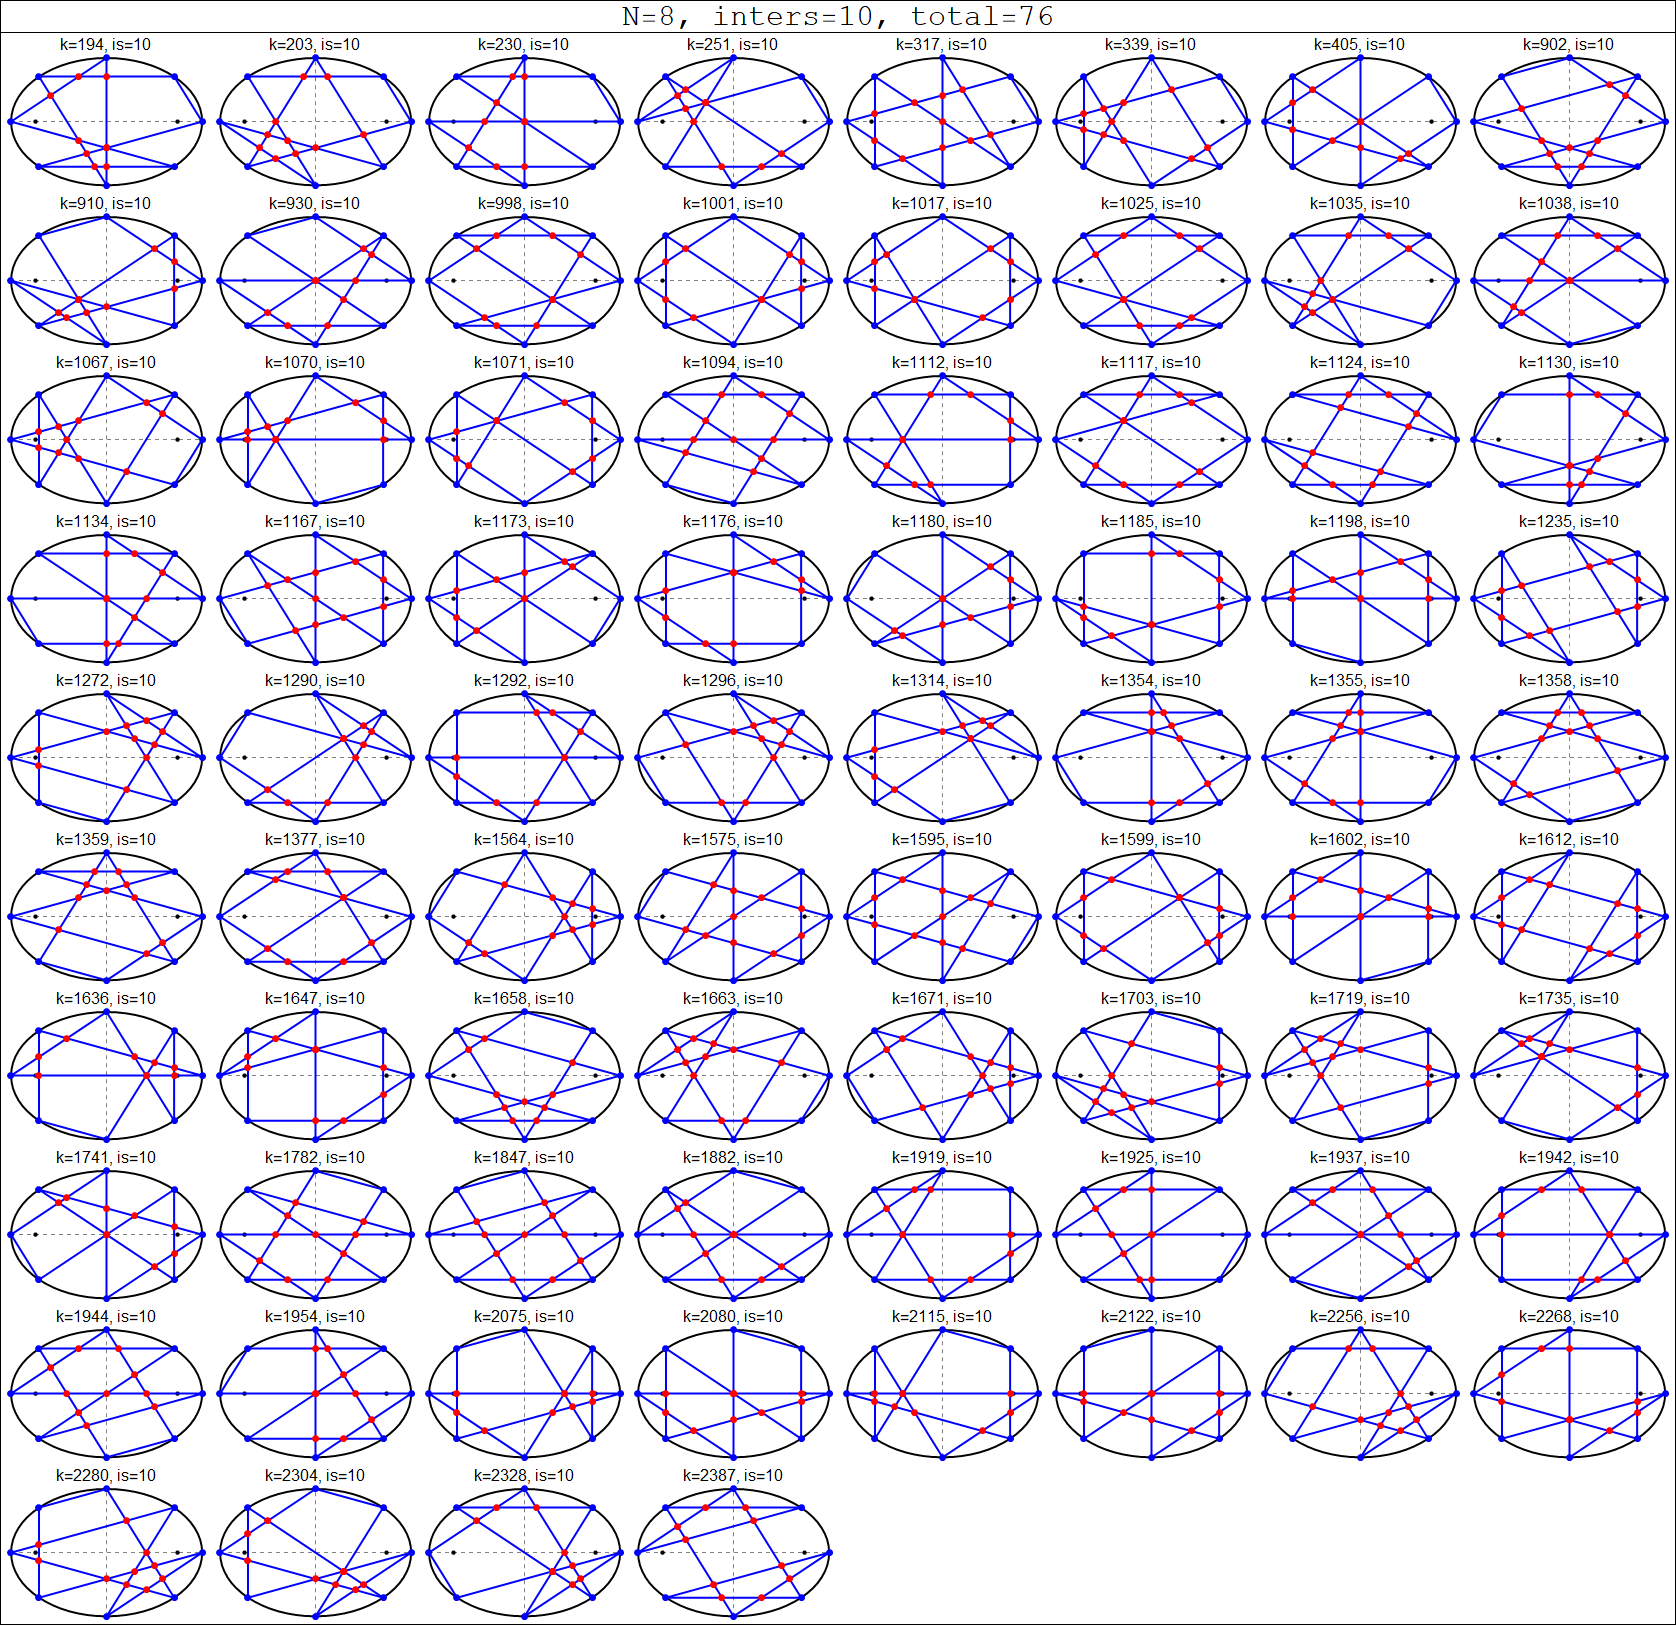 N=8, inters=10, total=76
k=194, is=10 k=203, is=10 k=230, is=10 k=251, is=10 k=317, is=10 k=339, is=10 k=405, is=10 k=902, is=10
k=910, is=10 k=930, is=10 k=998, is=10 k=1001, is=10 k=1017, is=10 k=1025, is=10 k=1035, is=10 k=1038, is=10
k=1067, is=10 k=1070, is=10 k=1071, is=10 k=1094, is=10 k=1112, is=10 k=1117, is=10 k=1124, is=10 k=1130, is=10
k=1134, is=10 k=1167, is=10 k=1173, is=10 k=1176, is=10 k=1180, is=10 k=1185, is=10 k=1198, is=10 k=1235, is=10
k=1272, is=10 k=1290, is=10 k=1292, is=10 k=1296, is=10 k=1314, is=10 k=1354, is=10 k=1355, is=10 k=1358, is=10
k=1359, is=10 k=1377, is=10 k=1564, is=10 k=1575, is=10 k=1595, is=10 k=1599, is=10 k=1602, is=10 k=1612, is=10
k=1636, is=10 k=1647, is=10 k=1658, is=10 k=1663, is=10 k=1671, is=10 k=1703, is=10 k=1719, is=10 k=1735, is=10
k=1741, is=10 k=1782, is=10 k=1847, is=10 k=1882, is=10 k=1919, is=10 k=1925, is=10 k=1937, is=10 k=1942, is=10
k=1944, is=10 k=1954, is=10 k=2075, is=10 k=2080, is=10 k=2115, is=10 k=2122, is=10 k=2256, is=10 k=2268, is=10
k=2280, is=10 k=2304, is=10 k=2328, is=10 k=2387, is=10